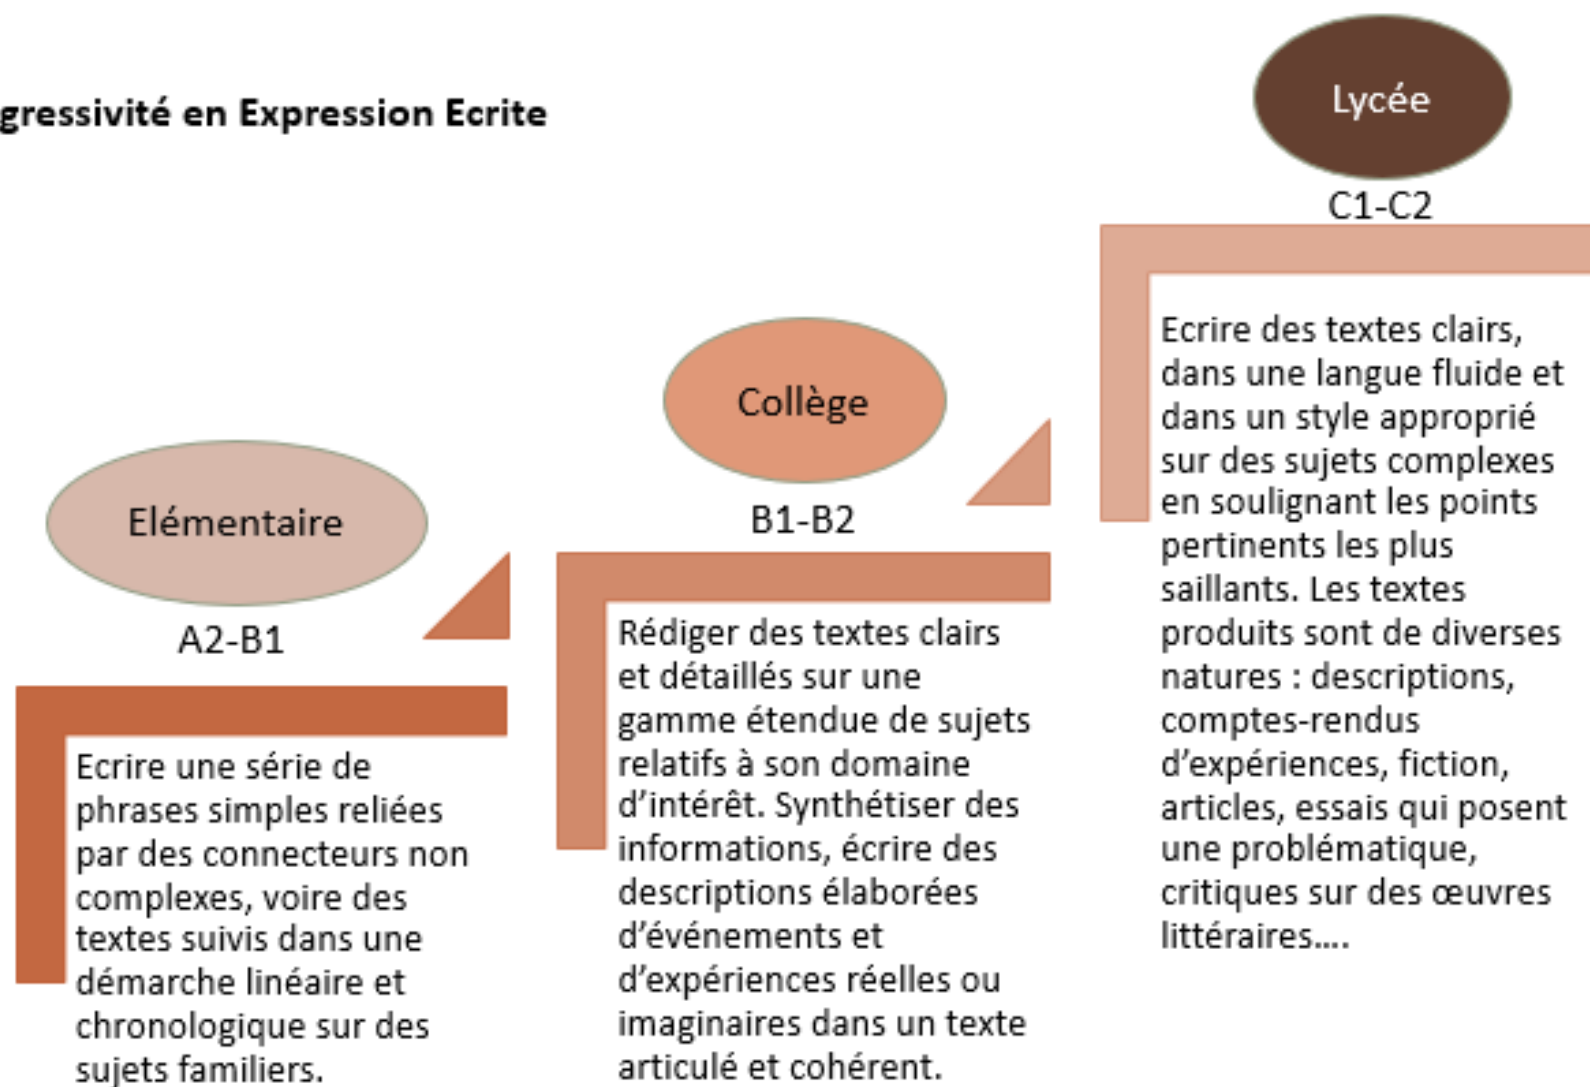 gressivité en Expression Ecrite
Lycée
C1-C2
Ecrire des textes clairs,
dans une langue fluide et
dans un style approprié
sur des sujets complexes
en soulignant les points
pertinents les plus
saillants. Les textes
produits sont de diverses
natures : descriptions,
comptes-rendus
d’expériences, fiction,
articles, essais qui posent
une problématique,
critiques sur des œuvres
littéraires....
Collège
B1-B2
Rédiger des textes clairs
et détaillés sur une
gamme étendue de sujets
relatifs à son domaine
d’intérêt. Synthétiser des
informations, écrire des
descriptions élaborées
d’événements et
d’expériences réelles ou
imaginaires dans un texte
articulé et cohérent.
Elémentaire
A2-B1
Ecrire une série de
phrases simples reliées
par des connecteurs non
complexes, voire des
textes suivis dans une
démarche linéaire et
chronologique sur des
sujets familiers.